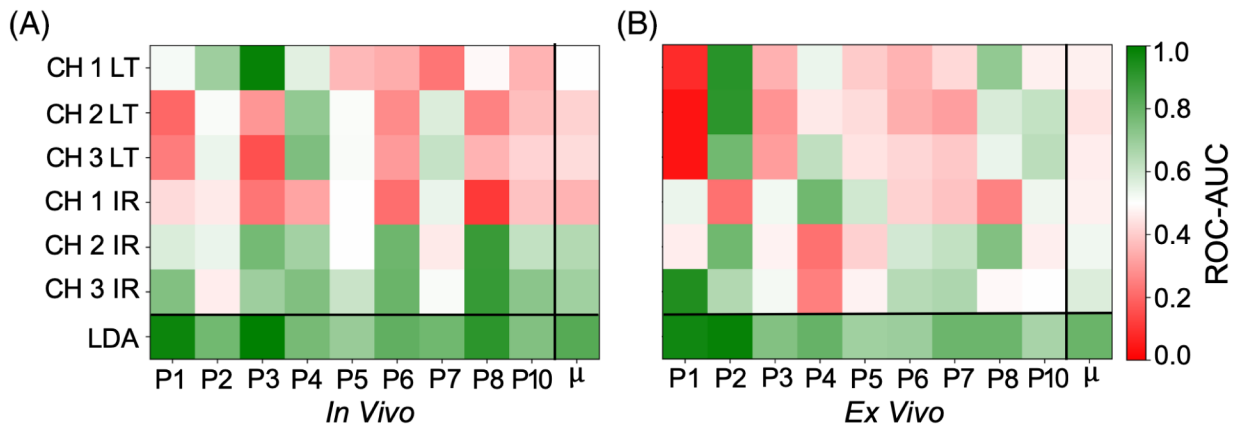 (A)
CH 1 LT
CH 2 LT
CH 3 LT
CH 1 IR
CH 2 IR
CH 3 IR
LDA
P1 P2 P3 P4 P5 P6 P7 P8 P10 μ
In Vivo
(B)
P1 P2 P3 P4 P5 P6 P7 P8 P10 μ
Ex Vivo
1.0
0.8
0.6
0.4
0.2
0.0
ROC-AUC